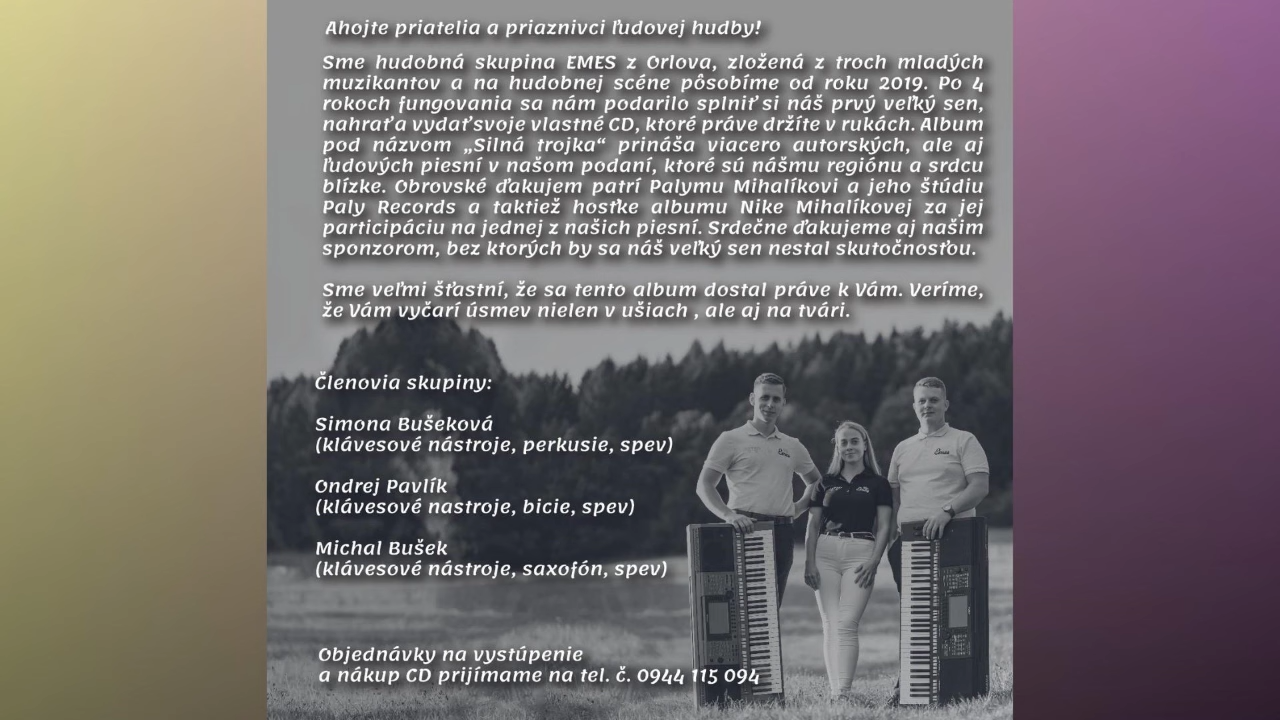 Ahojte priatelia a priaznivci ľudovej hudby!
Sme hudobná skupina EMES z Orlova, zložená z troch mladých
muzikantov a na hudobnej scéne pôsobíme od roku 2019. Po 4
rokoch fungovania sa nám podarilo splniť si náš prvý veľký sen,
nahrať a vydať svoje vlastné CD, ktoré práve držíte v rukách. Album
pod názvom „Silná trojka“ prináša viacero autorských, ale aj
ľudových piesní v našom podaní, ktoré sú nášmu regiónu a srdcu
blízke. Obrovské ďakujem patrí Palymu Mihalíkovi a jeho štúdiu
Paly Records a taktiež hosťke albumu Nike Mihalíkovej za jej
participáciu na jednej z našich piesní. Srdečne ďakujeme aj našim
sponzorom, bez ktorých by sa náš veľký sen nestal skutočnosťou.
Sme veľmi šťastní, že sa tento album dostal práve k Vám. Veríme,
že Vám vyčarí úsmev nielen v ušiach , ale aj na tvári.
Členovia skupiny:
Simona Bušeková
(klávesové nástroje, perkusie, spev)
Ondrej Pavlík
(klávesové nastroje, bicie, spev)
Michal Bušek
(klávesové nástroje, saxofón, spev)
Objednávky na vystúpenie
a nákup CD prijímame na tel. č. 0944 115 094